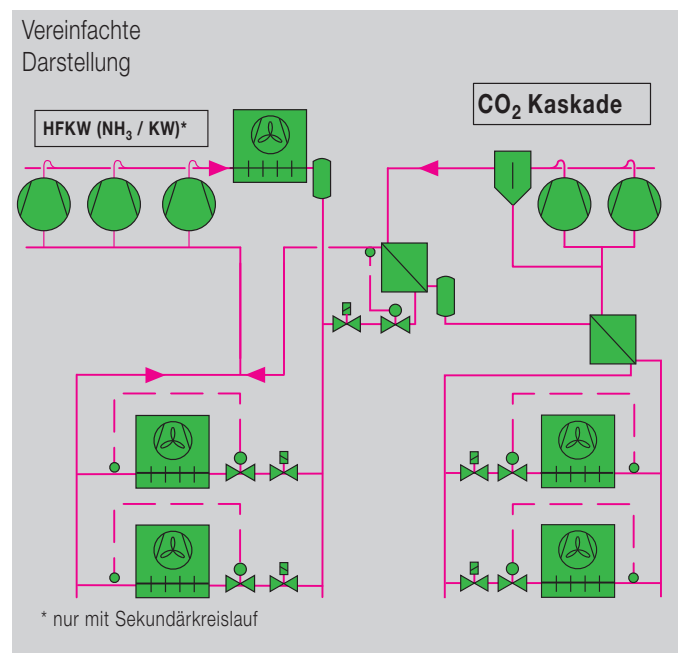 Vereinfachte
Darstellung
HFKW (NH₃ / KW)*
CO₂ Kaskade
* nur mit Sekundärkreislauf